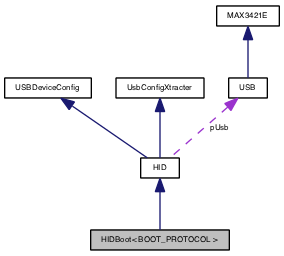 MAX3421E
USBDeviceConfig
UsbConfigXtracter
USB
pUsb
HID
HIDBoot< BOOT_PROTOCOL >